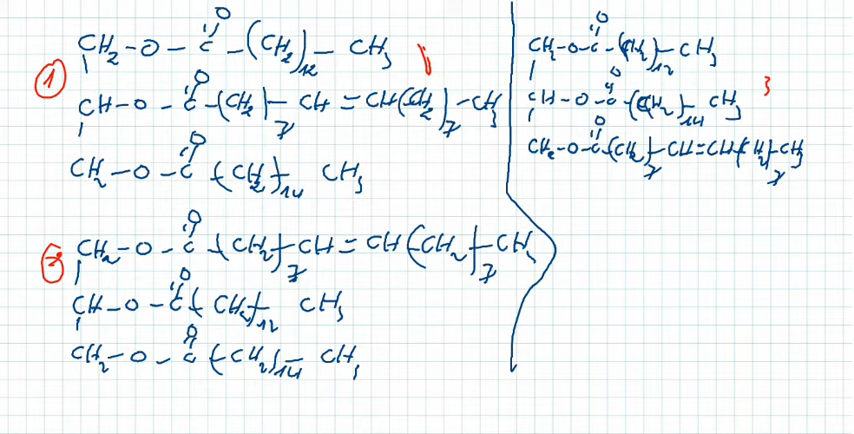 O
CH₂-O-C-(CH₂)₁₂-CH₃
①
O
CH-O-C-(CH₂)₇-CH=CH(CH₂)₇-CH₃
O
CH₂-O-C-(CH₂)₁₄ CH₃
②
O
CH₂-O-C-(CH₂)₇-CH=CH-(CH₂)₇-CH₃
O
CH-O-C-(CH₂)₁₂ CH₃
O
CH₂-O-C-(CH₂)₁₄-CH₃
O
CH₂-O-C-(CH₂)₁₂-CH₃
3
O
CH-O-C-(CH₂)₁₄-CH₃
O
CH₂-O-C-(CH₂)₇-CH=CH-(CH₂)₇-CH₃